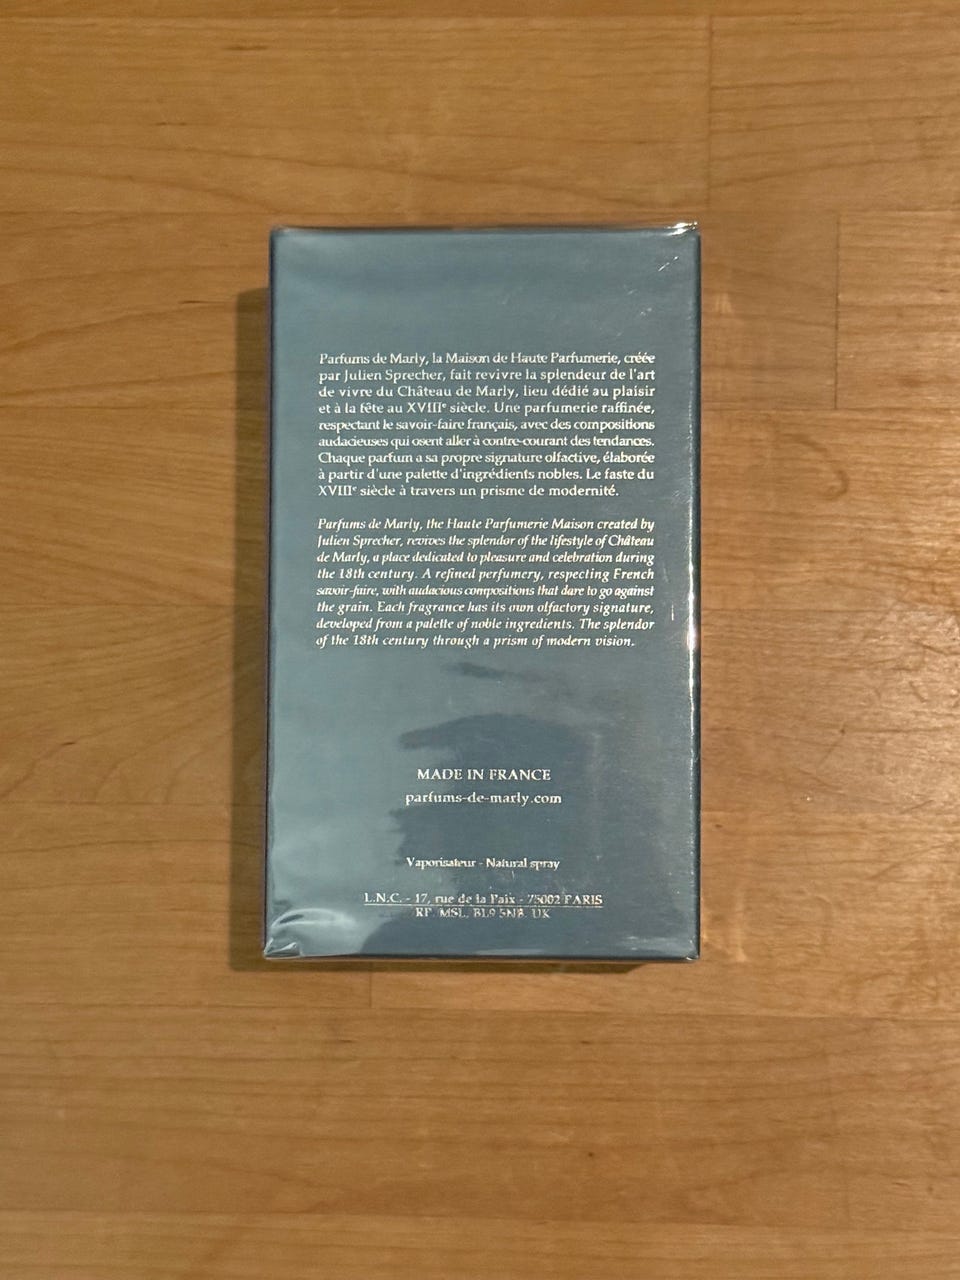 Parfums de Marly, la Maison de Haute Parfumerie, créée
par Julien Sprecher, fait revivre la splendeur de l'art
de vivre du Château de Marly, lieu dédié au plaisir
et à la fête au XVIIIe siècle. Une parfumerie raffinée,
respectant le savoir-faire français, avec des compositions
audacieuses qui osent aller à contre-courant des tendances.
Chaque parfum a sa propre signature olfactive, élaborée
à partir d'une palette d'ingrédients nobles. Le faste du
XVIIIe siècle à travers un prisme de modernité.
Parfums de Marly, the Haute Parfumerie Maison created by
Julien Sprecher, revives the splendor of the lifestyle of Château
de Marly, a place dedicated to pleasure and celebration during
the 18th century. A refined perfumery, respecting French
savoir-faire, with audacious compositions that dare to go against
the grain. Each fragrance has its own olfactory signature,
developed from a palette of noble ingredients. The splendor
of the 18th century through a prism of modern vision.
MADE IN FRANCE
parfums-de-marly.com
Vaporisateur - Natural spray
L.N.C. - 17, rue de la Paix - 75002 PARIS
RP. MSL, BL9 5NB. UK